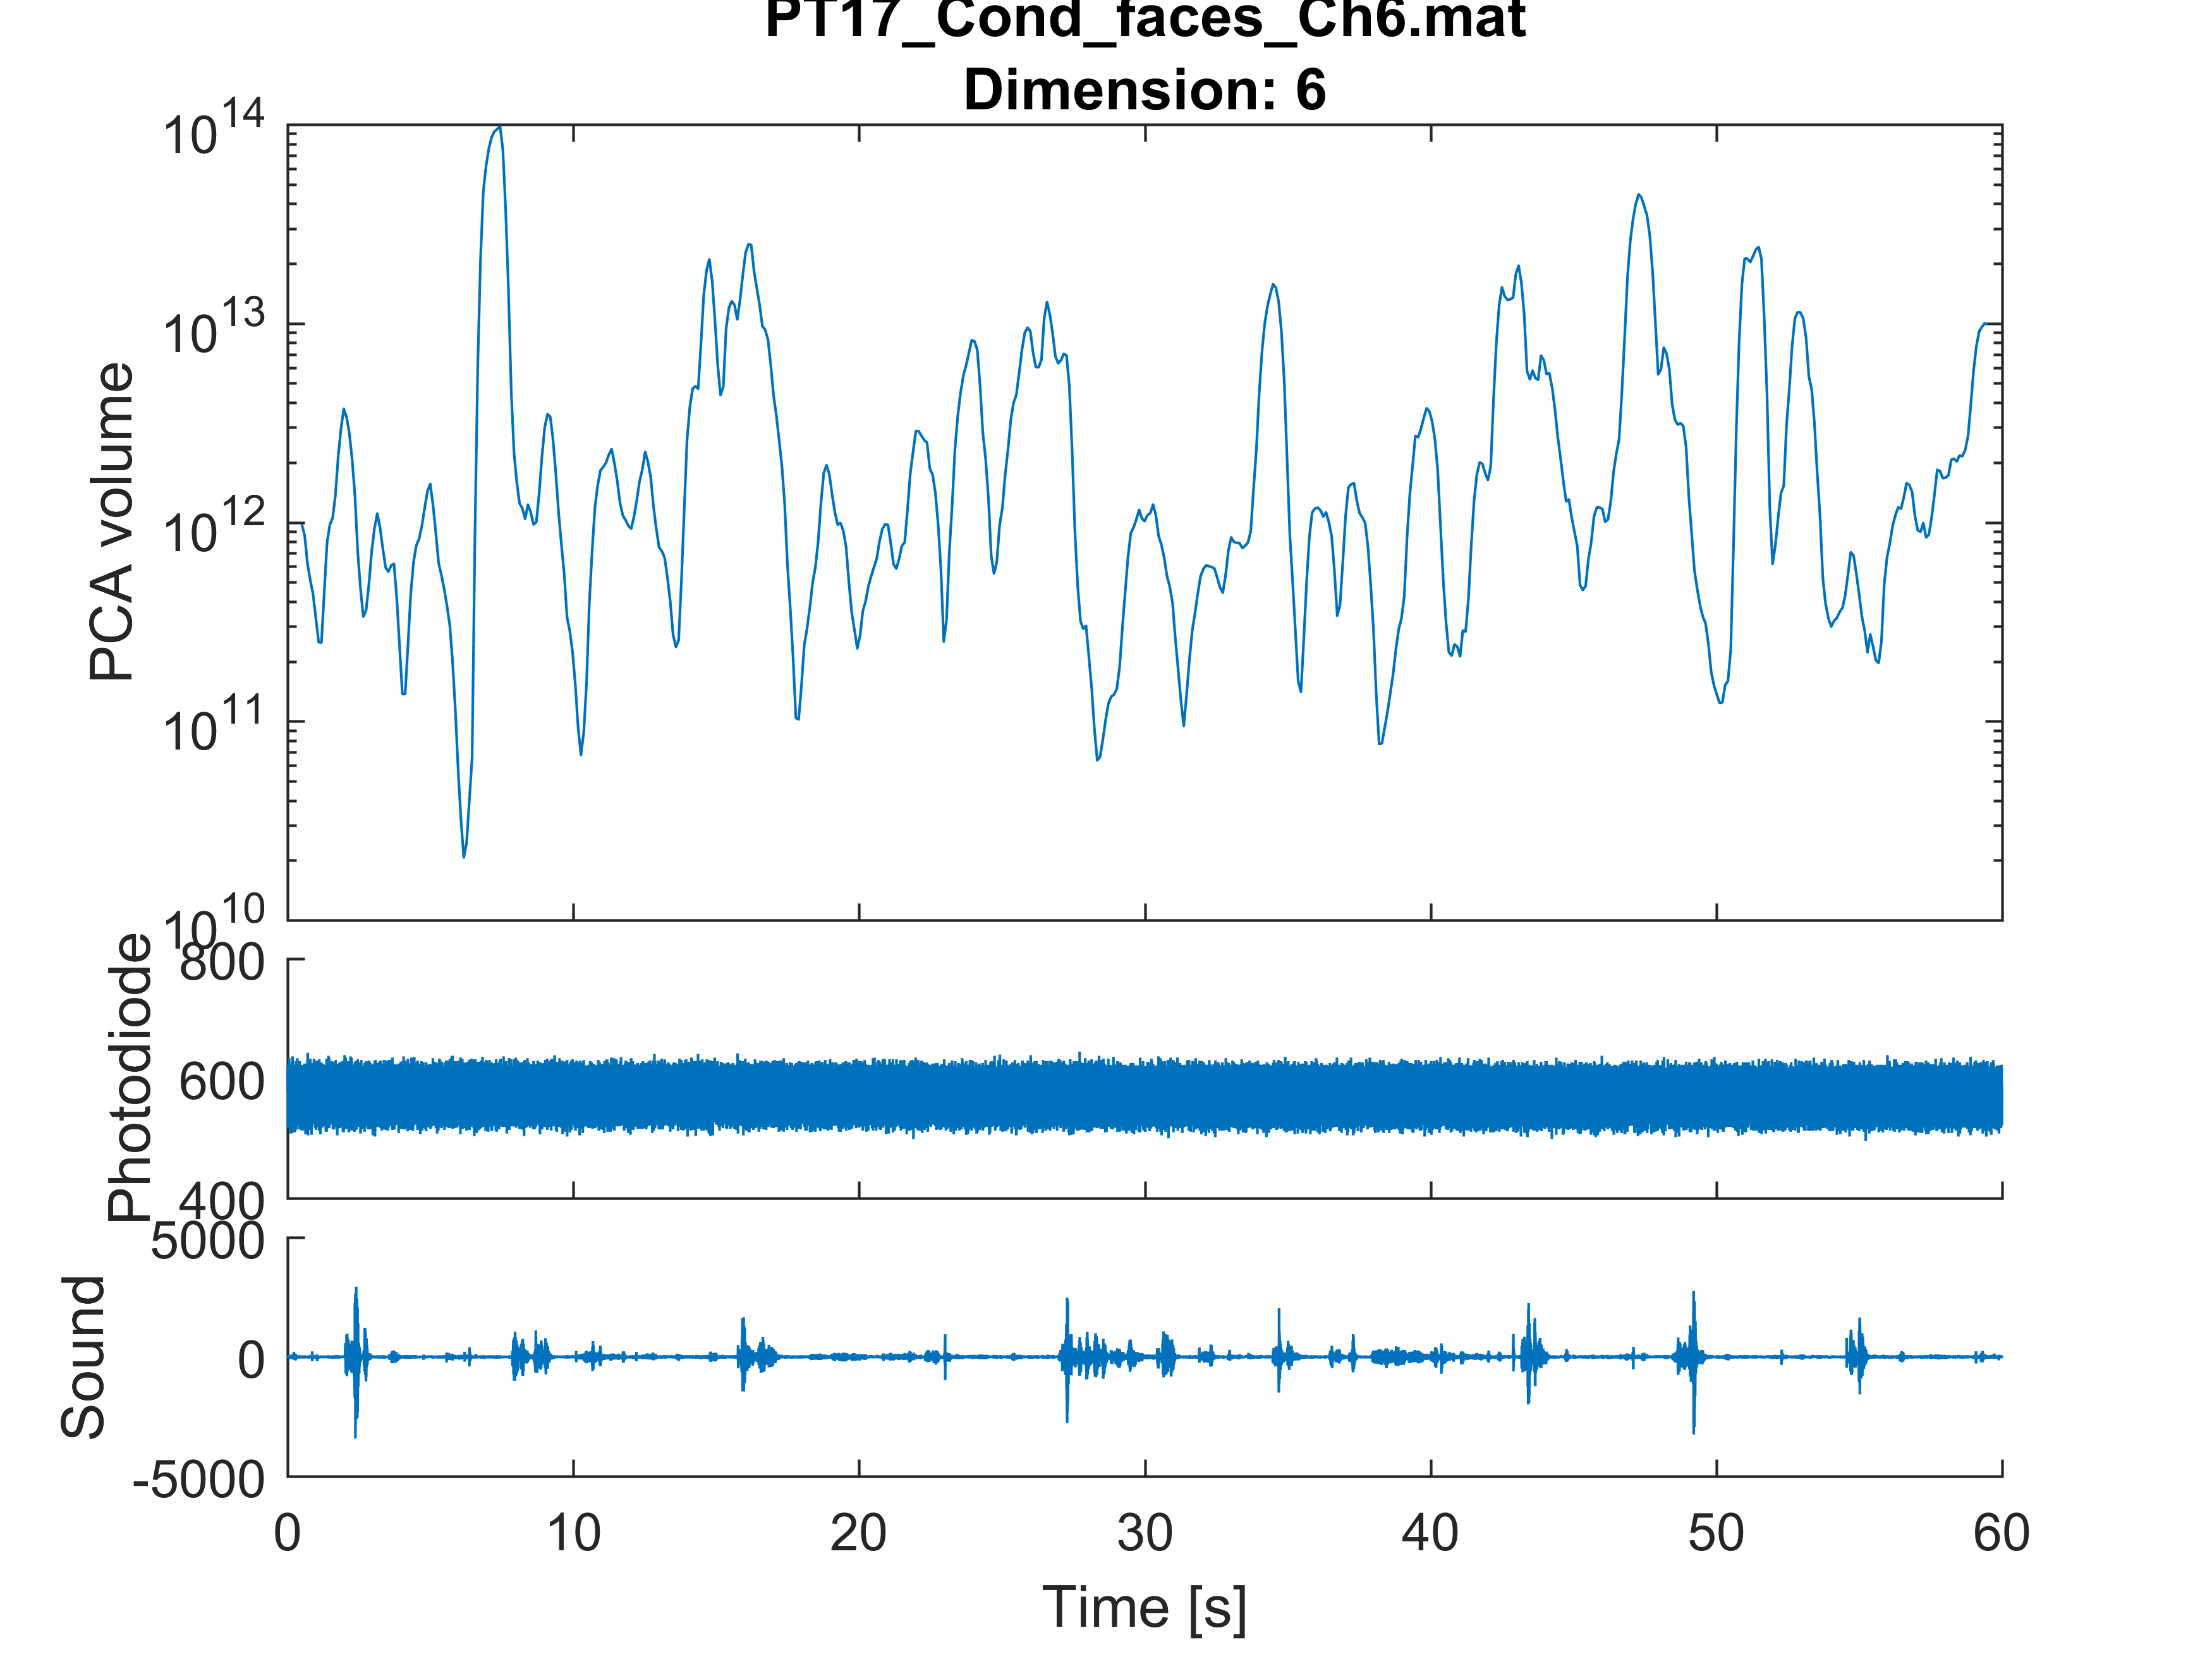 PT17_Cond_faces_Ch6.mat
Dimension: 6
10^14
10^13
10^12
10^11
10^10
PCA volume
800
600
400
Photodiode
5000
0
-5000
Sound
0 10 20 30 40 50 60
Time [s]